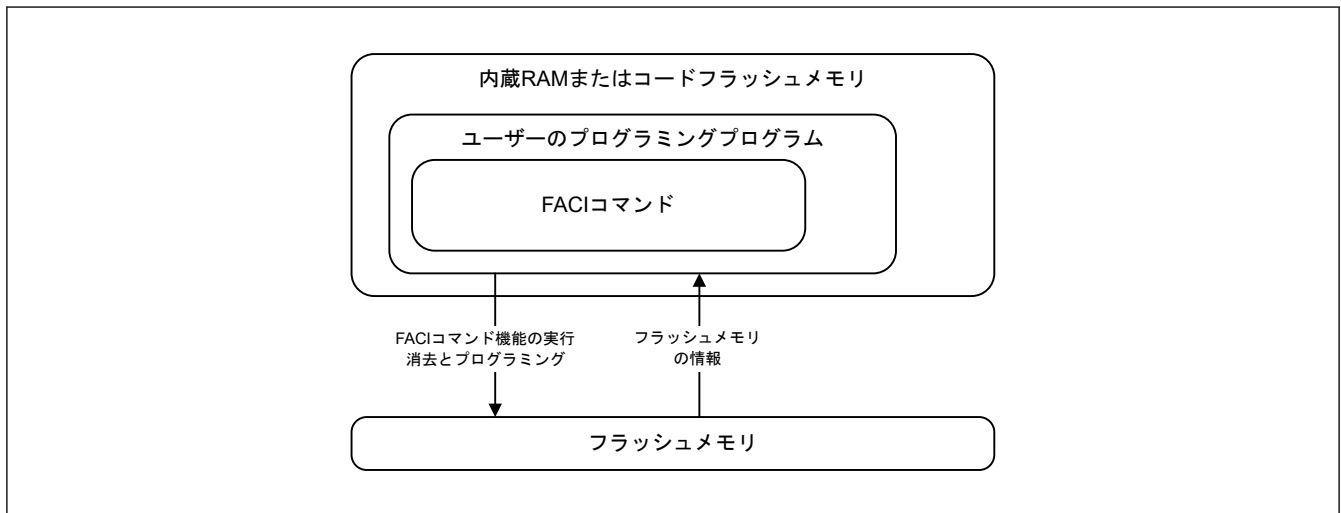 内蔵RAMまたはコードフラッシュメモリ
ユーザーのプログラミングプログラム
FACIコマンド
FACIコマンド機能の実行
消去とプログラミング
フラッシュメモリ
の情報
フラッシュメモリ